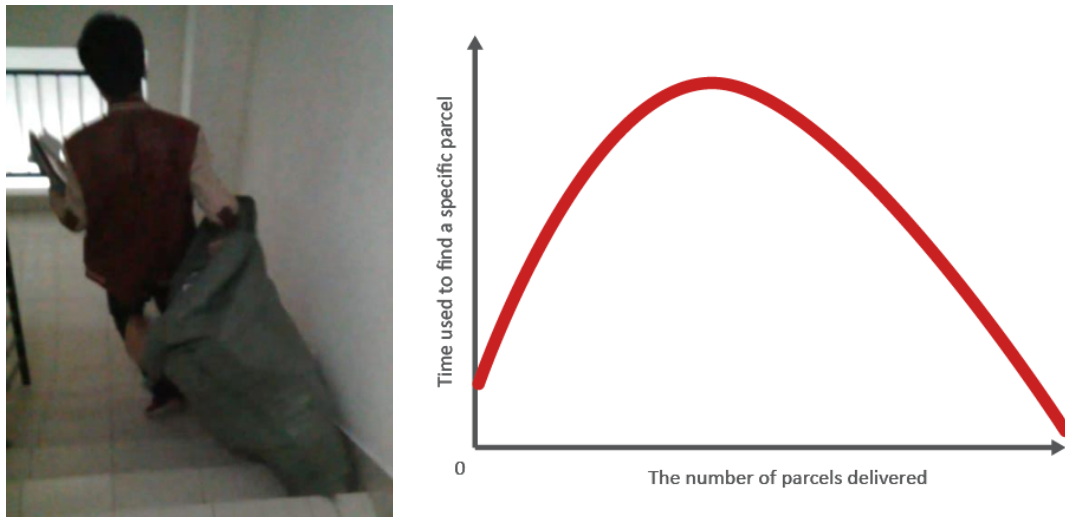 Time used to find a specific parcel
0
The number of parcels delivered